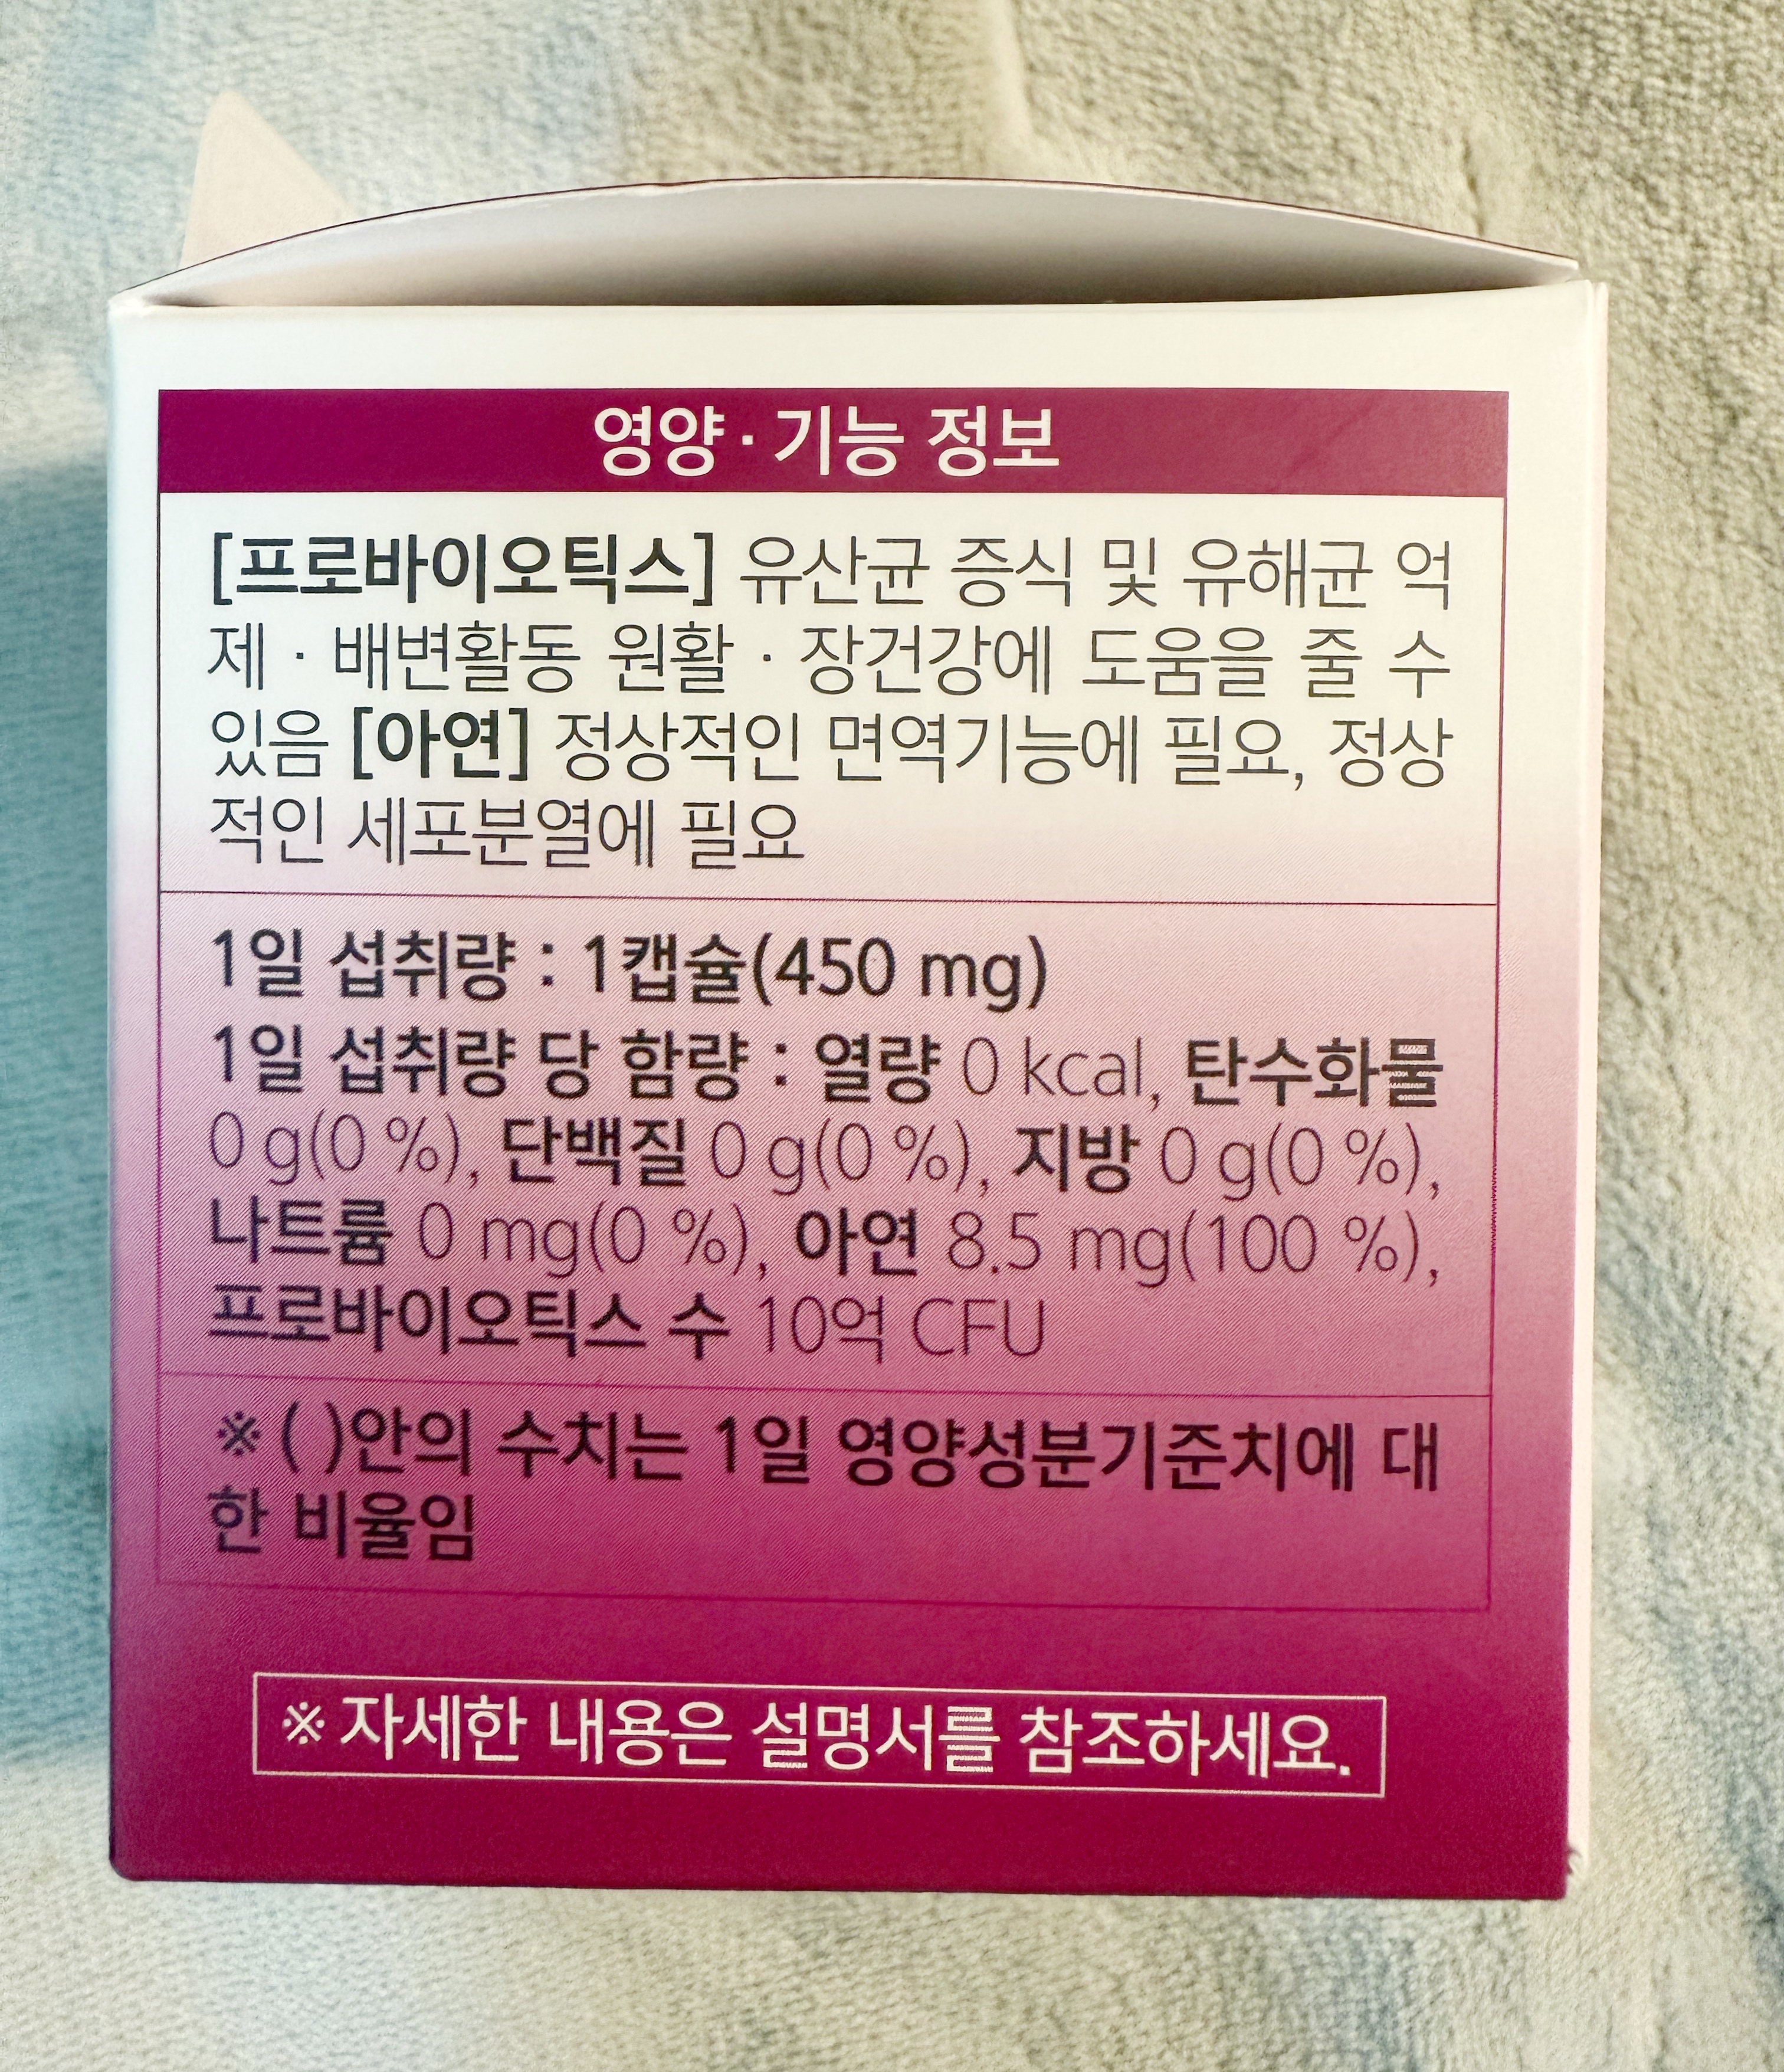 영양·기능 정보
[프로바이오틱스] 유산균 증식 및 유해균 억
제 · 배변활동 원활 · 장건강에 도움을 줄 수
있음 [아연] 정상적인 면역기능에 필요, 정상
적인 세포분열에 필요
1일 섭취량 : 1캡슐(450 mg)
1일 섭취량 당 함량 : 열량 0 kcal, 탄수화물
0 g(0 %), 단백질 0 g(0 %), 지방 0 g(0 %),
나트륨 0 mg(0 %), 아연 8.5 mg(100 %),
프로바이오틱스 수 10억 CFU
※ ( )안의 수치는 1일 영양성분기준치에 대
한 비율임
※ 자세한 내용은 설명서를 참조하세요.